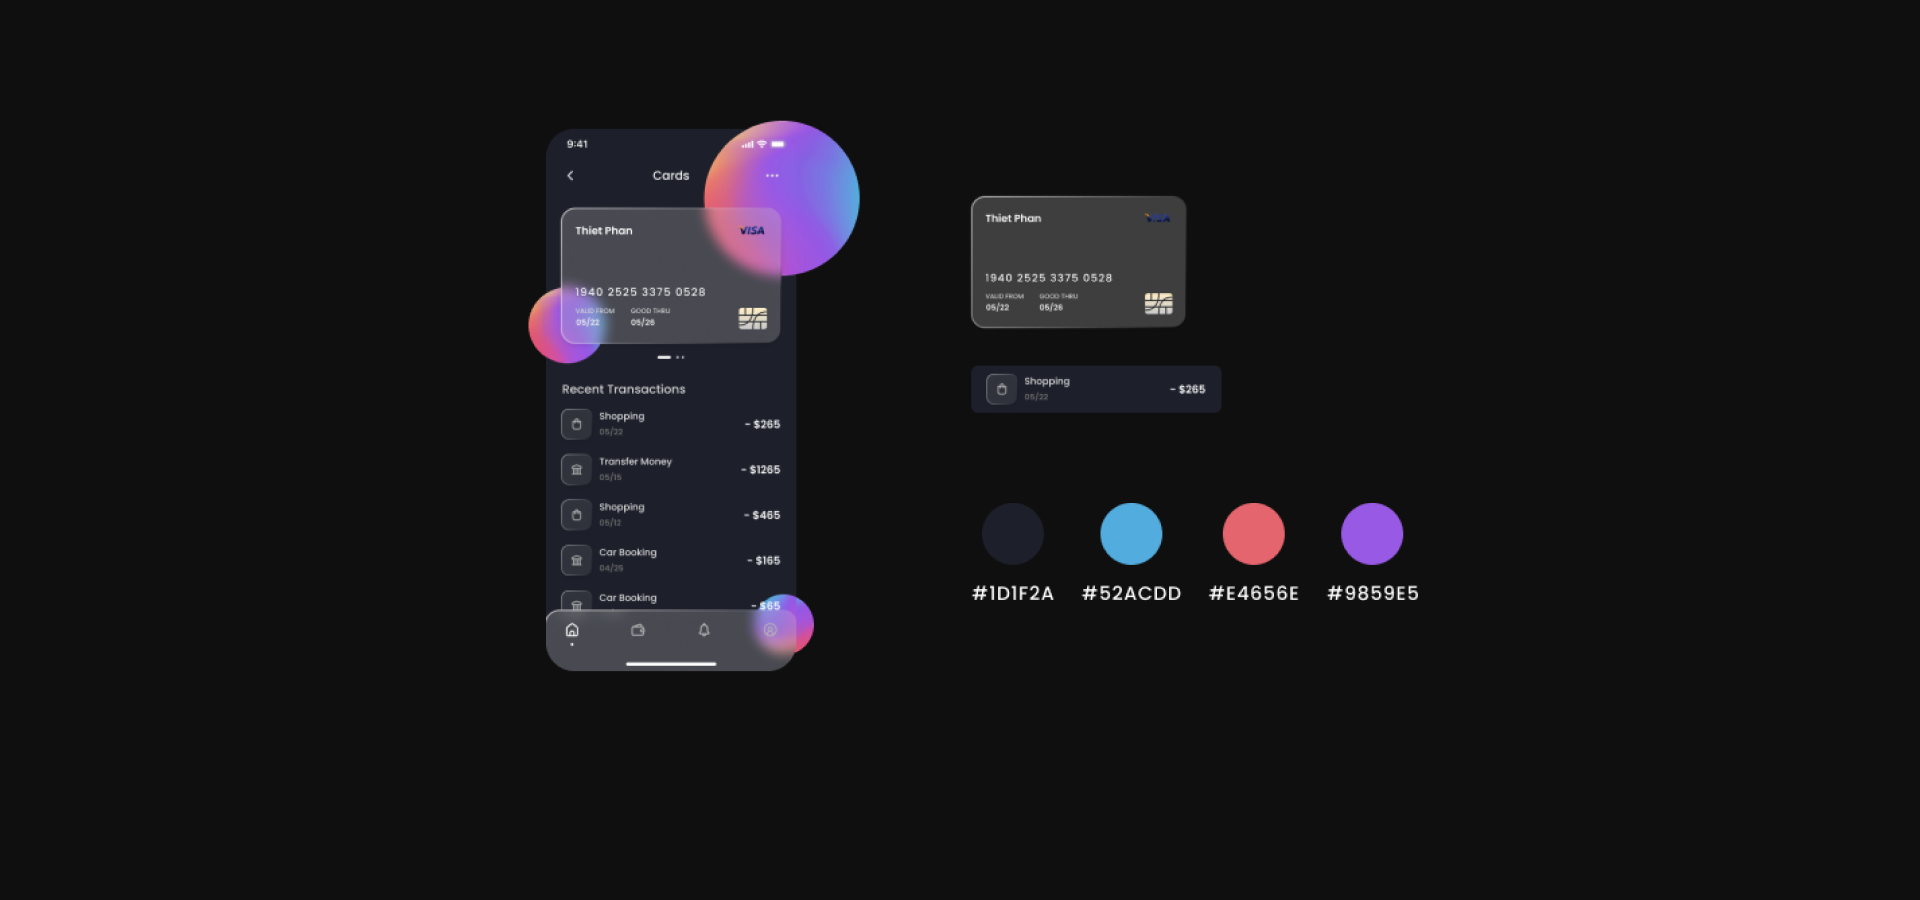 9:41
Cards
Thiet Phan VISA
1940 2525 3375 0528
VALID FROM GOOD THRU
05/22 05/26
Recent Transactions
Shopping
05/22
- $265
Transfer Money
05/15
- $1265
Shopping
05/12
- $465
Car Booking
04/25
- $165
Car Booking
- $65
Thiet Phan VISA
1940 2525 3375 0528
VALID FROM GOOD THRU
05/22 05/26
Shopping
05/22
- $265
#1D1F2A #52ACDD #E4656E #9859E5